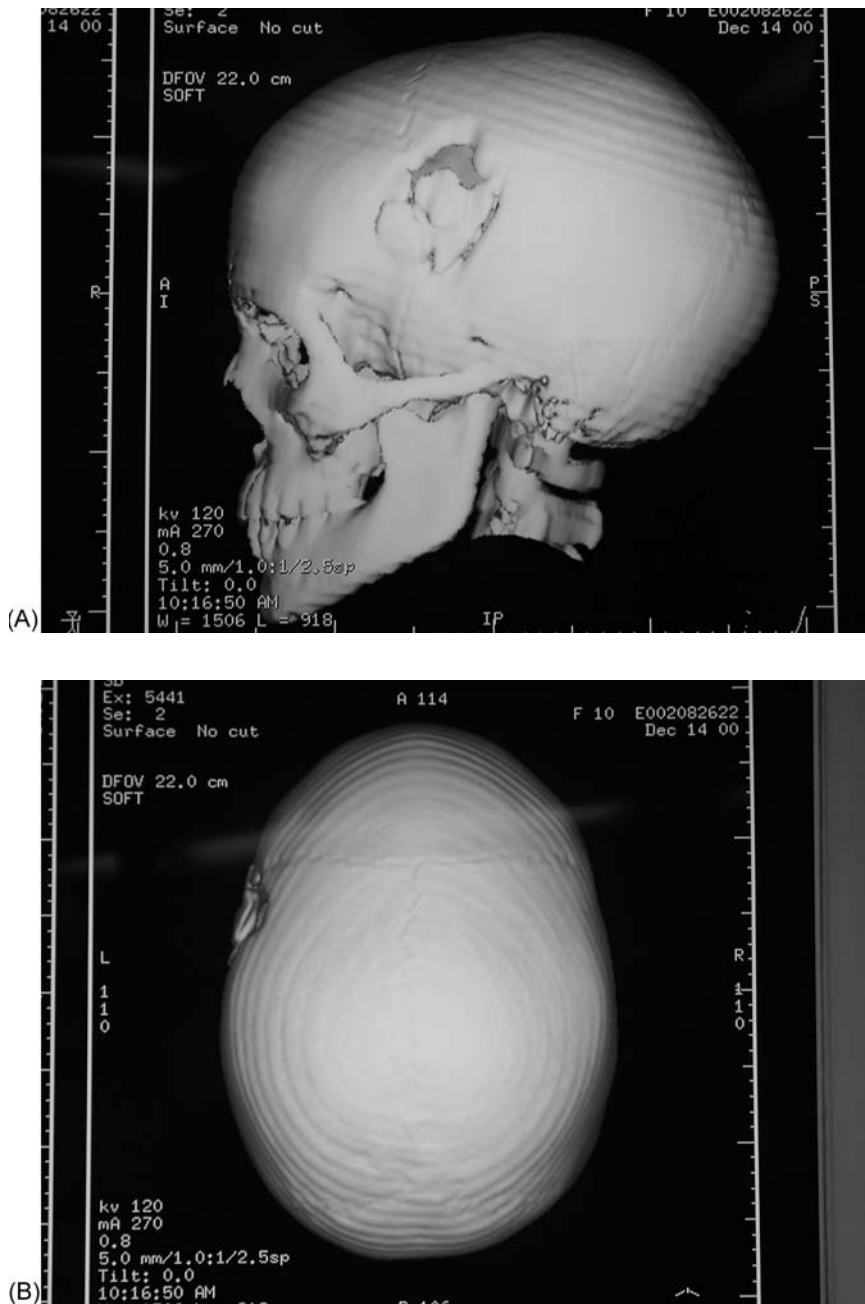 082622
14 00
Se: 2
Surface No cut
F 10 E002082622
Dec 14 00
DFOV 22.0 cm
SOFT
R
A
I
P
S
kv 120
mA 270
0.8
5.0 mm/1.0:1/2.5sp
Tilt: 0.0
10:16:50 AM
W = 1506 L = 918
IP
(A)
Ex: 5441
Se: 2
Surface No cut
A 114
F 10 E002082622
Dec 14 00
DFOV 22.0 cm
SOFT
L
1
1
0
R
1
1
0
kv 120
mA 270
0.8
5.0 mm/1.0:1/2.5sp
Tilt: 0.0
10:16:50 AM
(B)